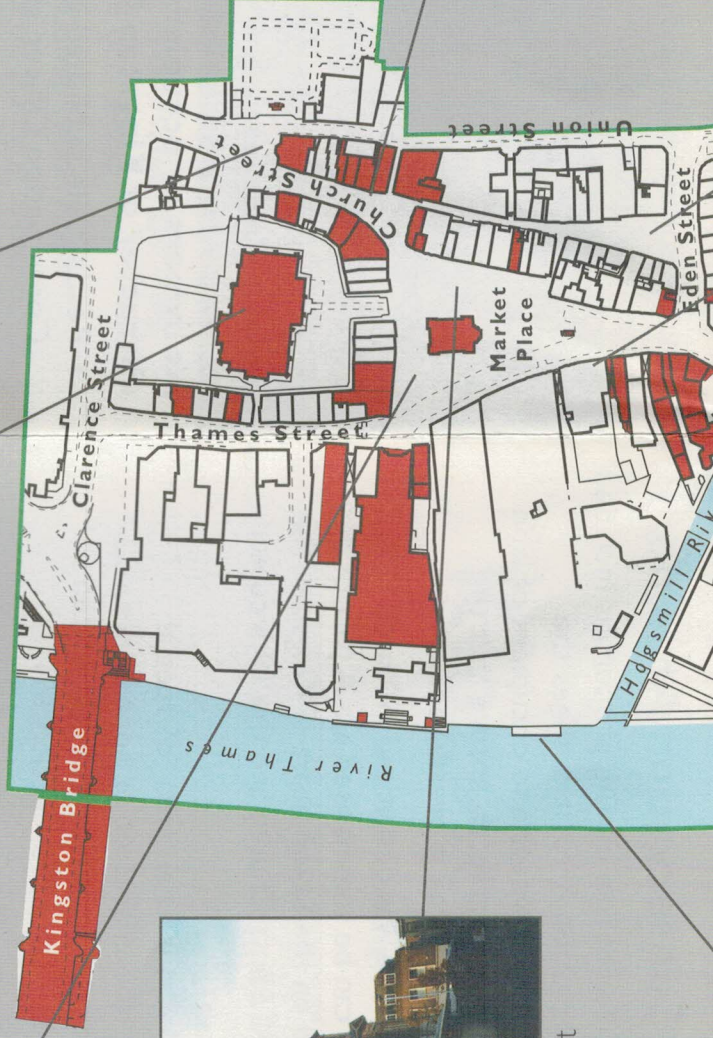 Union Street
Church Street
Eden Street
Market
Place
Clarence Street
Thames Street
Hogsmill Riv
River Thames
Kingston Bridge
t